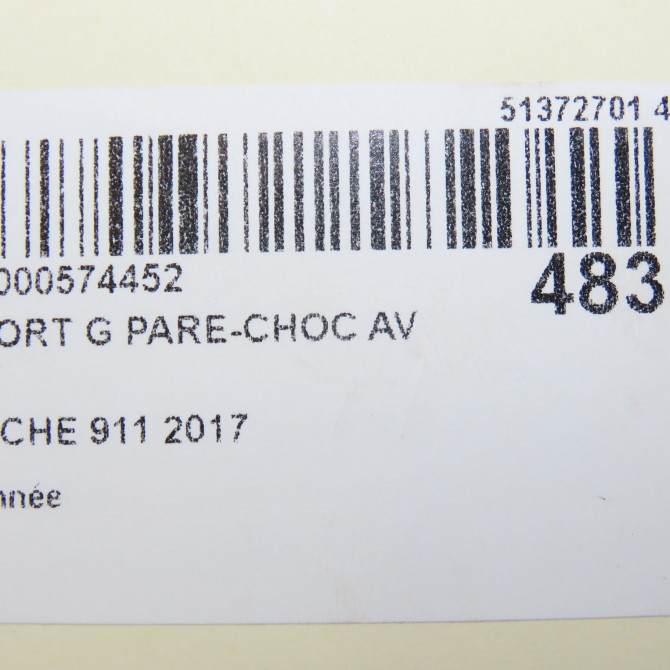 51372701 4
000574452
483
ORT G PARE-CHOC AV
CHE 911 2017
nnée